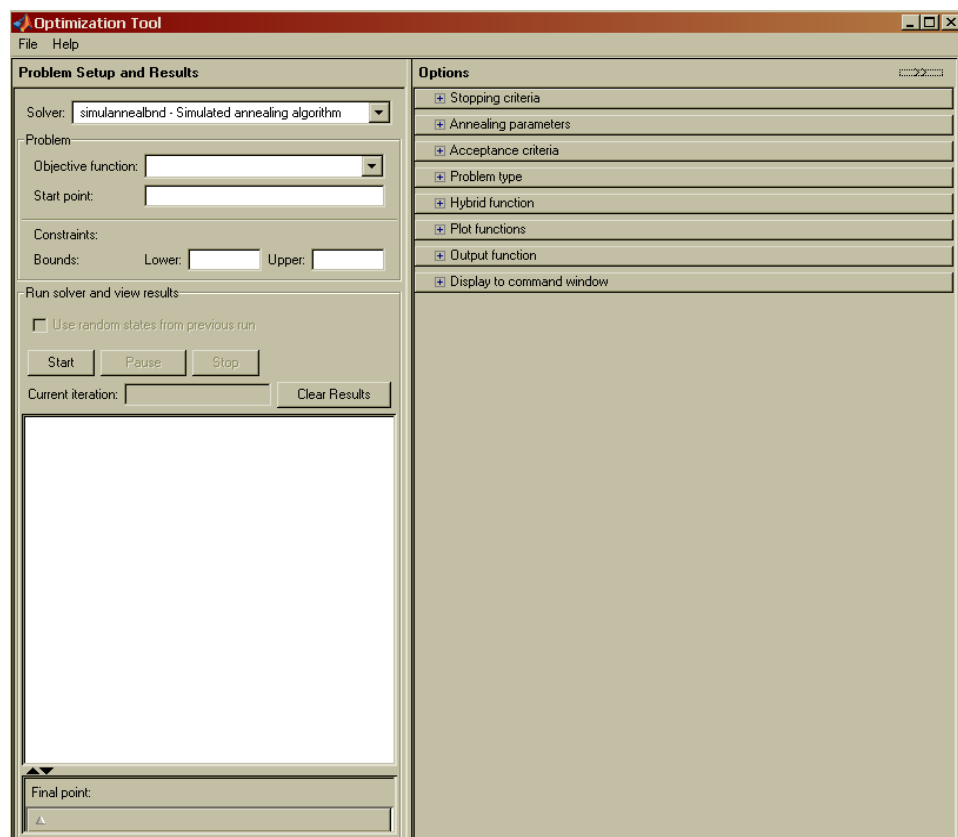 Optimization Tool
File Help
Problem Setup and Results
Solver: simulannealbnd - Simulated annealing algorithm
Problem
Objective function:
Start point:
Constraints:
Bounds: Lower: Upper:
Run solver and view results
Use random states from previous run
Start Pause Stop
Current iteration: Clear Results
Final point:
Options >>
Stopping criteria
Annealing parameters
Acceptance criteria
Problem type
Hybrid function
Plot functions
Output function
Display to command window